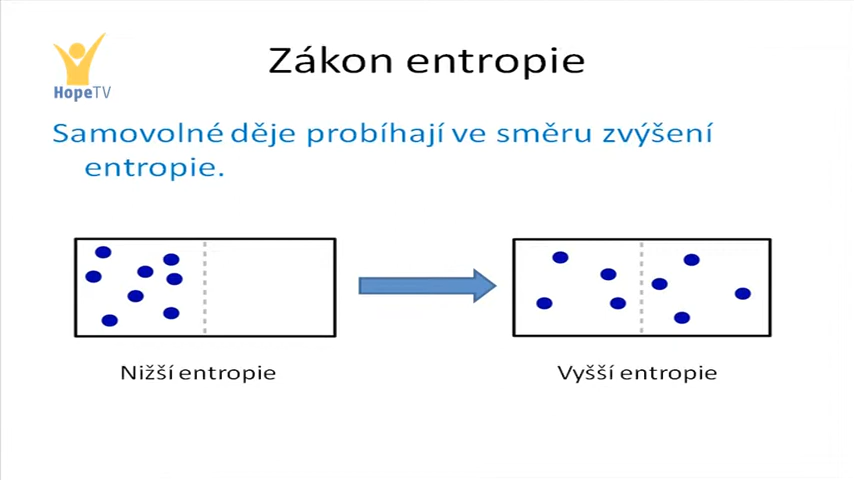 Zákon entropie
HopeTV
Samovolné děje probíhají ve směru zvýšení
entropie.
Nižší entropie
Vyšší entropie